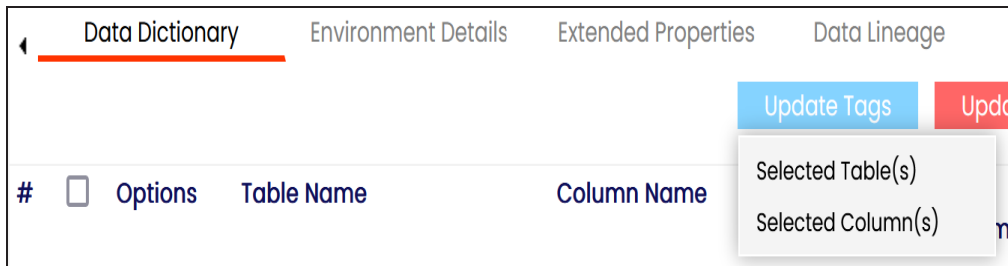 Data Dictionary Environment Details Extended Properties Data Lineage
Update Tags
# Options Table Name Column Name
Selected Table(s)
Selected Column(s)